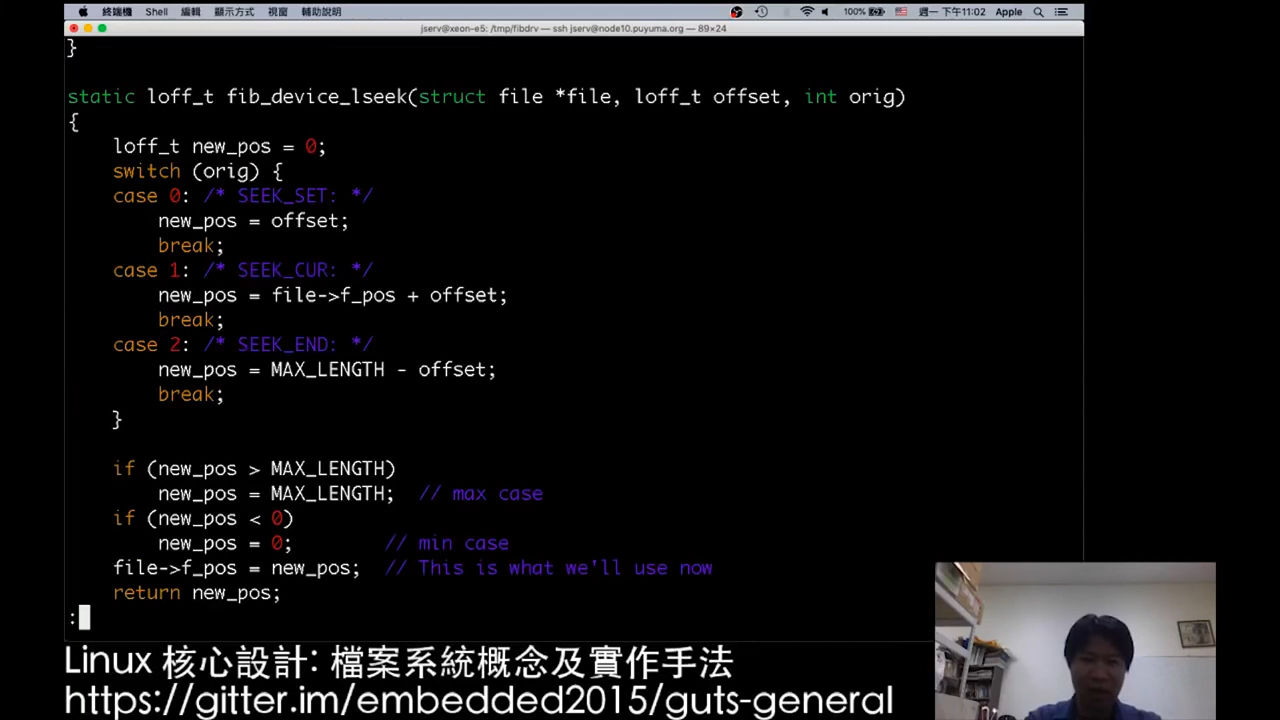 終端機 Shell 編輯 顯示方式 視窗 輔助說明 100% 週一 下午11:02 Apple
jserv@xeon-e5: /tmp/fibdrv — ssh jserv@node10.puyuma.org — 89×24
}
static loff_t fib_device_lseek(struct file *file, loff_t offset, int orig)
{
    loff_t new_pos = 0;
    switch (orig) {
    case 0: /* SEEK_SET: */
        new_pos = offset;
        break;
    case 1: /* SEEK_CUR: */
        new_pos = file->f_pos + offset;
        break;
    case 2: /* SEEK_END: */
        new_pos = MAX_LENGTH - offset;
        break;
    }
    if (new_pos > MAX_LENGTH)
        new_pos = MAX_LENGTH;  // max case
    if (new_pos < 0)
        new_pos = 0;        // min case
    file->f_pos = new_pos;  // This is what we'll use now
    return new_pos;
:
Linux 核心設計: 檔案系統概念及實作手法
https://gitter.im/embedded2015/guts-general